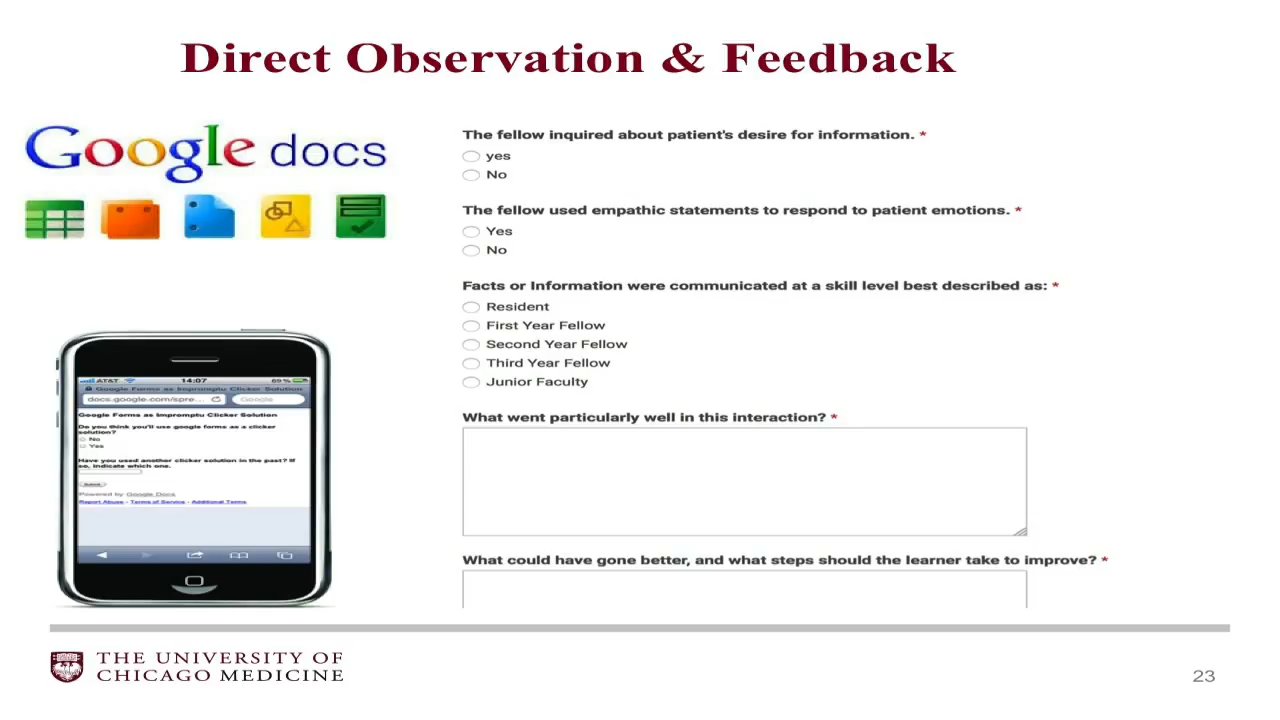 Direct Observation & Feedback
Google docs
The fellow inquired about patient's desire for information. *
yes
No
The fellow used empathic statements to respond to patient emotions. *
Yes
No
Facts or Information were communicated at a skill level best described as: *
Resident
First Year Fellow
Second Year Fellow
Third Year Fellow
Junior Faculty
What went particularly well in this interaction? *
What could have gone better, and what steps should the learner take to improve? *
AT&T 14:07 69 %
Google Forms as Impromptu Clicker Solution
docs.google.com/spre... Google
Google Forms as Impromptu Clicker Solution
Do you think you'll use google forms as a clicker
solution?
No
Yes
Have you used another clicker solution in the past? If
so, indicate which one.
Submit
Powered by Google Docs
Report Abuse - Terms of Service - Additional Terms
THE UNIVERSITY OF
CHICAGO MEDICINE
23